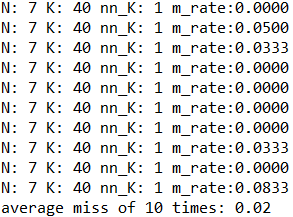 N: 7 K: 40 nn_K: 1 m_rate:0.0000
N: 7 K: 40 nn_K: 1 m_rate:0.0500
N: 7 K: 40 nn_K: 1 m_rate:0.0333
N: 7 K: 40 nn_K: 1 m_rate:0.0000
N: 7 K: 40 nn_K: 1 m_rate:0.0000
N: 7 K: 40 nn_K: 1 m_rate:0.0000
N: 7 K: 40 nn_K: 1 m_rate:0.0000
N: 7 K: 40 nn_K: 1 m_rate:0.0333
N: 7 K: 40 nn_K: 1 m_rate:0.0000
N: 7 K: 40 nn_K: 1 m_rate:0.0833
average miss of 10 times: 0.02